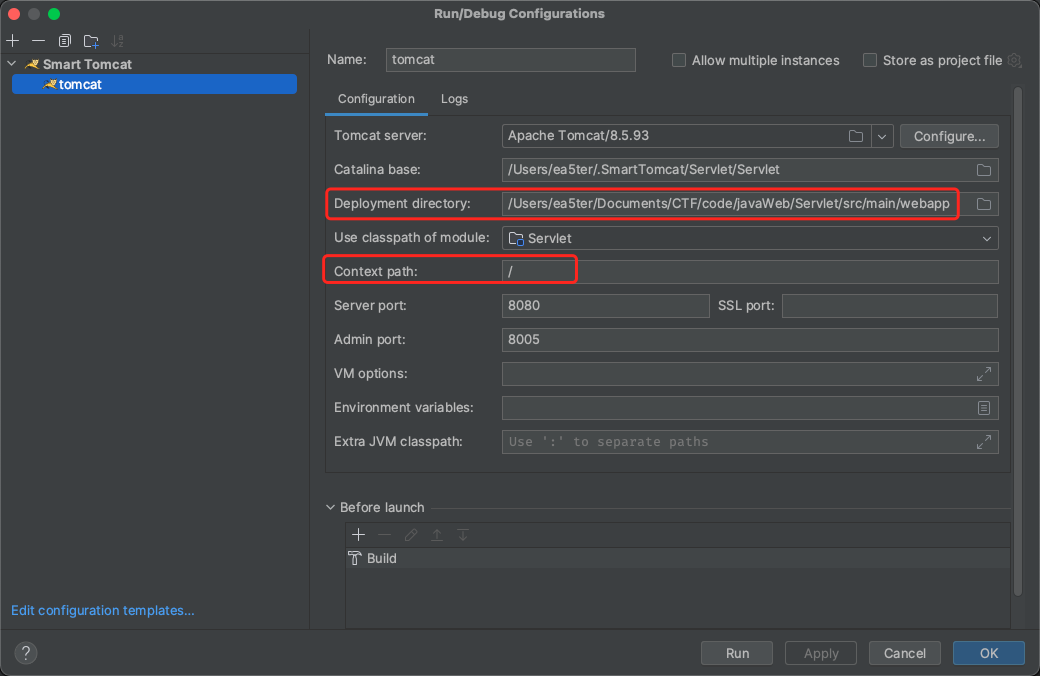 Run/Debug Configurations
Smart Tomcat
tomcat
Name: tomcat
Allow multiple instances
Store as project file
Configuration Logs
Tomcat server: Apache Tomcat/8.5.93 Configure...
Catalina base: /Users/ea5ter/.SmartTomcat/Servlet/Servlet
Deployment directory: /Users/ea5ter/Documents/CTF/code/javaWeb/Servlet/src/main/webapp
Use classpath of module: Servlet
Context path: /
Server port: 8080 SSL port:
Admin port: 8005
VM options:
Environment variables:
Extra JVM classpath: Use ':' to separate paths
Before launch
Build
Edit configuration templates...
? Run Apply Cancel OK